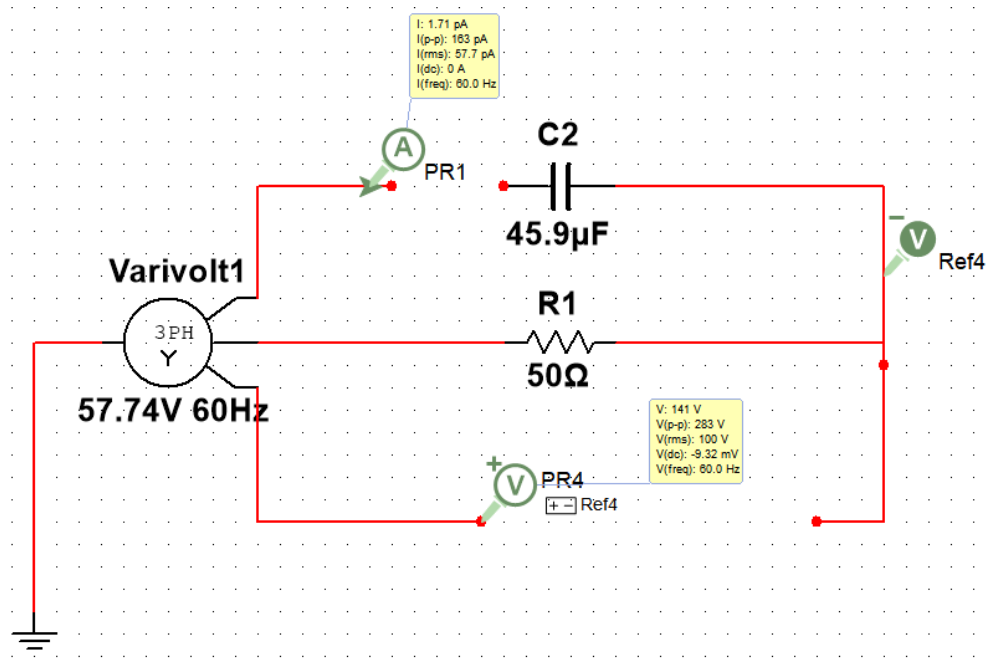 I: 1.71 pA
I(p-p): 163 pA
I(rms): 57.7 pA
I(dc): 0 A
I(freq): 60.0 Hz
A
PR1
C2
45.9µF
V
Ref4
Varivolt1
3PH
Y
57.74V 60Hz
R1
50Ω
V: 141 V
V(p-p): 283 V
V(rms): 100 V
V(dc): -9.32 mV
V(freq): 60.0 Hz
V
PR4
Ref4